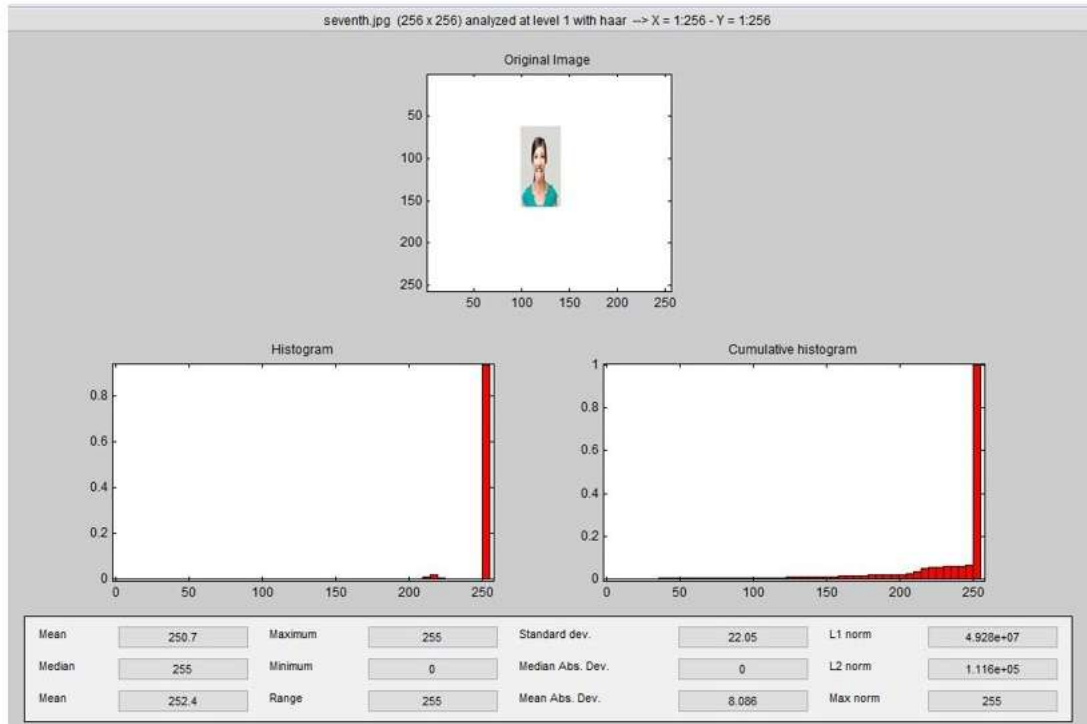 seventh.jpg (256 x 256) analyzed at level 1 with haar --> X = 1:256 - Y = 1:256
Original Image
50
100
150
200
250
50 100 150 200 250
Histogram
0.8
0.6
0.4
0.2
0
0 50 100 150 200 250
Cumulative histogram
1
0.8
0.6
0.4
0.2
0
0 50 100 150 200 250
Mean 250.7 Maximum 255 Standard dev. 22.05 L1 norm 4.928e+07
Median 255 Minimum 0 Median Abs. Dev. 0 L2 norm 1.116e+05
Mean 252.4 Range 255 Mean Abs. Dev. 8.086 Max norm 255